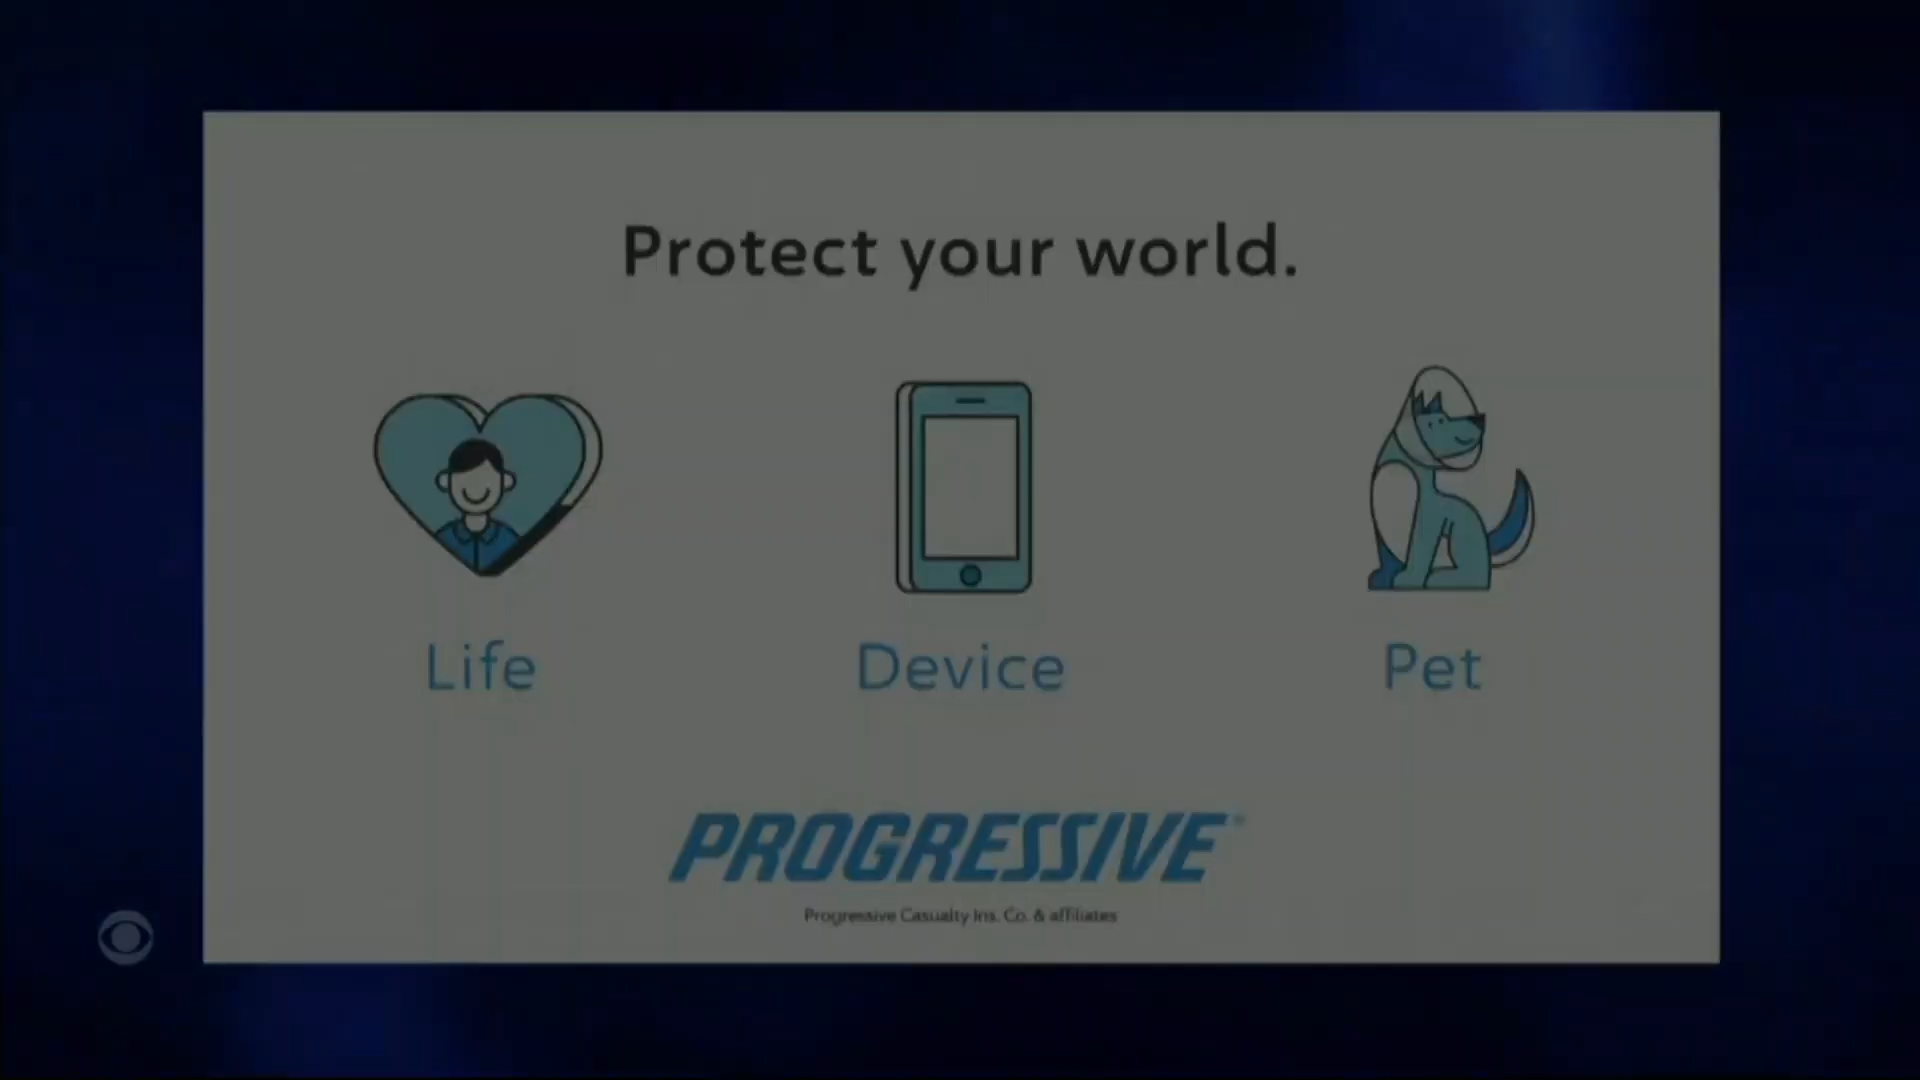 Protect your world.
Life
Device
Pet
PROGRESSIVE®
Progressive Casualty Ins. Co. & affiliates